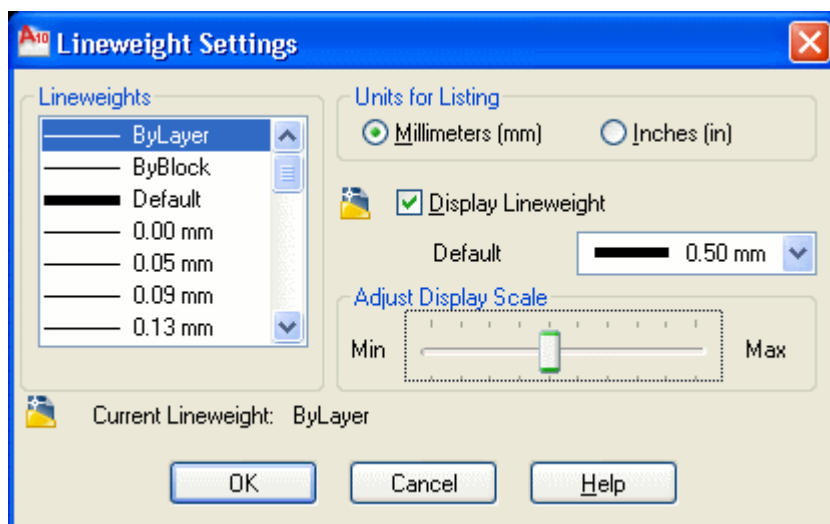 A10 Lineweight Settings
Lineweights
ByLayer
ByBlock
Default
0.00 mm
0.05 mm
0.09 mm
0.13 mm
Units for Listing
Millimeters (mm) Inches (in)
Display Lineweight
Default 0.50 mm
Adjust Display Scale
Min Max
Current Lineweight: ByLayer
OK Cancel Help